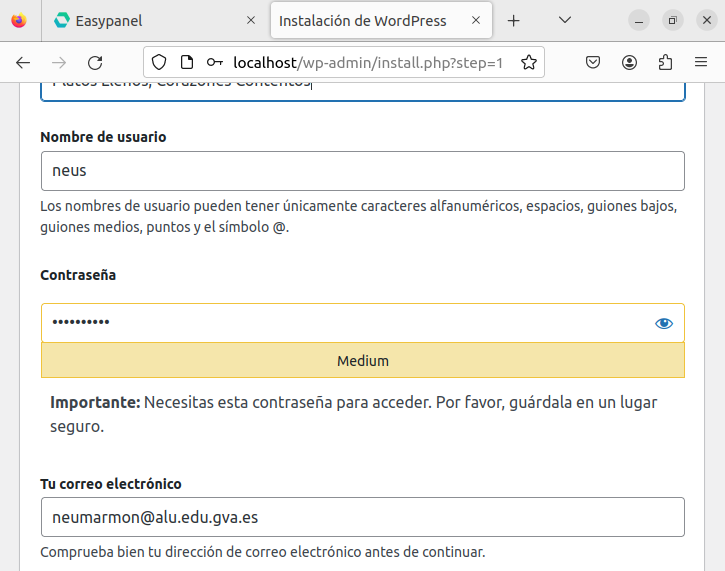 Easypanel
Instalación de WordPress
localhost/wp-admin/install.php?step=1
Platos Llenos, Corazones Contentos
Nombre de usuario
neus
Los nombres de usuario pueden tener únicamente caracteres alfanuméricos, espacios, guiones bajos,
guiones medios, puntos y el símbolo @.
Contraseña
••••••••••
Medium
Importante: Necesitas esta contraseña para acceder. Por favor, guárdala en un lugar
seguro.
Tu correo electrónico
neumarmon@alu.edu.gva.es
Comprueba bien tu dirección de correo electrónico antes de continuar.